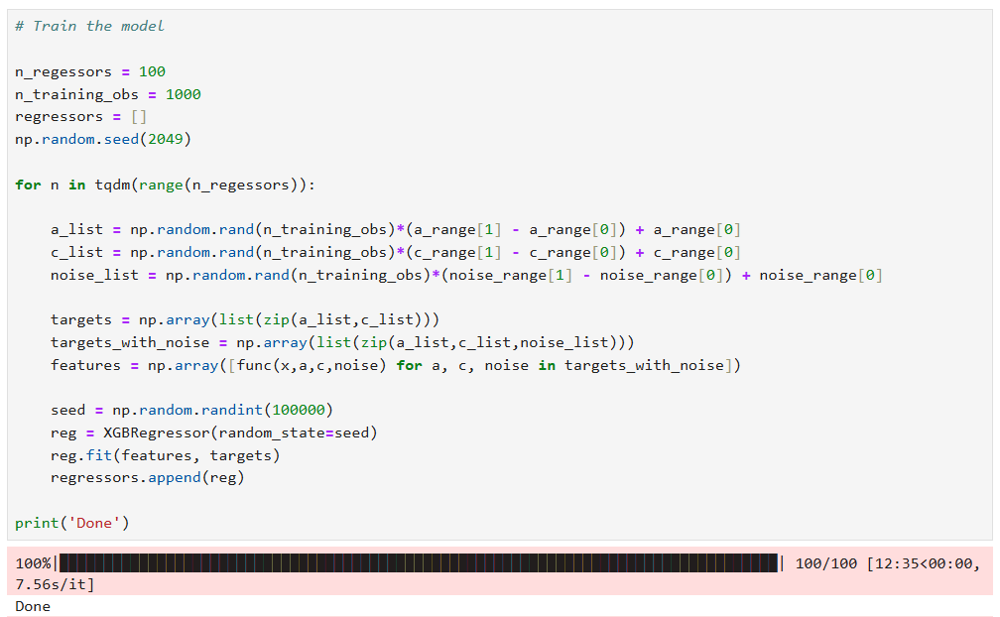 # Train the model
n_regessors = 100
n_training_obs = 1000
regressors = []
np.random.seed(2049)
for n in tqdm(range(n_regessors)):
a_list = np.random.rand(n_training_obs)*(a_range[1] - a_range[0]) + a_range[0]
c_list = np.random.rand(n_training_obs)*(c_range[1] - c_range[0]) + c_range[0]
noise_list = np.random.rand(n_training_obs)*(noise_range[1] - noise_range[0]) + noise_range[0]
targets = np.array(list(zip(a_list,c_list)))
targets_with_noise = np.array(list(zip(a_list,c_list,noise_list)))
features = np.array([func(x,a,c,noise) for a, c, noise in targets_with_noise])
seed = np.random.randint(100000)
reg = XGBRegressor(random_state=seed)
reg.fit(features, targets)
regressors.append(reg)
print('Done')
100%| | 100/100 [12:35<00:00,
7.56s/it]
Done